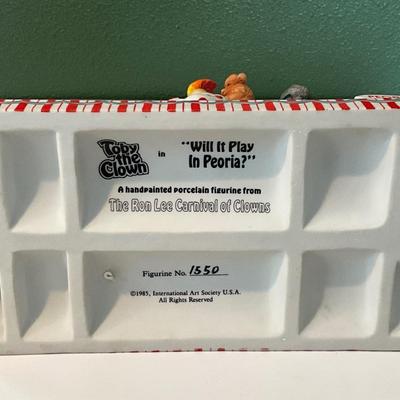 Toby
the
Clown
in
"Will It Play
In Peoria?"
A handpainted porcelain figurine from
The Ron Lee Carnival of Clowns
Figurine No. 1550
©1985, International Art Society U.S.A.
All Rights Reserved